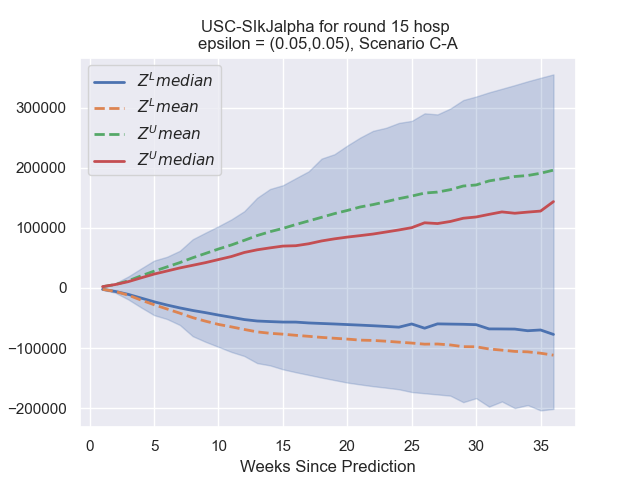 USC-SIkJalpha for round 15 hosp
epsilon = (0.05,0.05), Scenario C-A
Z^L median
Z^L mean
Z^U mean
Z^U median
300000
200000
100000
0
−100000
−200000
0 5 10 15 20 25 30 35
Weeks Since Prediction